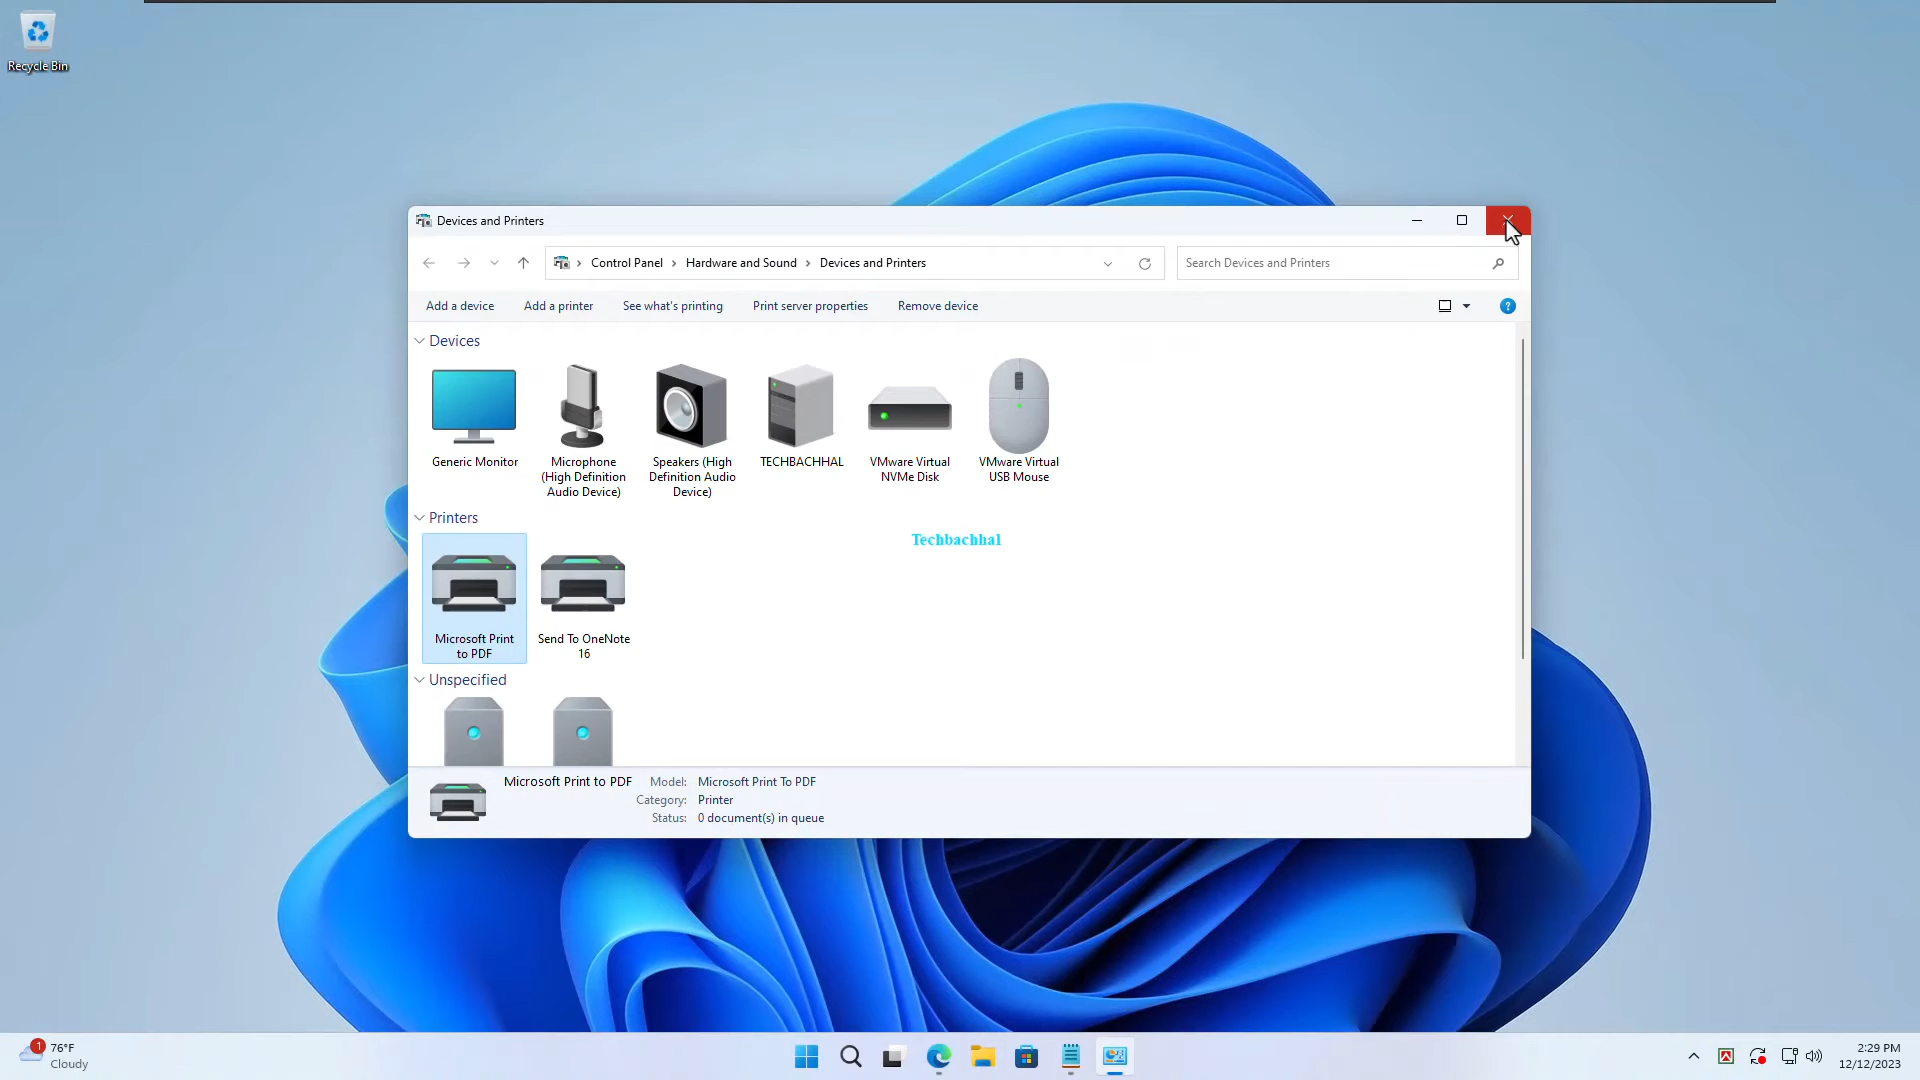 Recycle Bin
Devices and Printers
Control Panel > Hardware and Sound > Devices and Printers
Search Devices and Printers
Add a device
Add a printer
See what's printing
Print server properties
Remove device
?
Devices
Generic Monitor
Microphone
(High Definition
Audio Device)
Speakers (High
Definition Audio
Device)
TECHBACHHAL
VMware Virtual
NVMe Disk
VMware Virtual
USB Mouse
Printers
Techbachhal
Microsoft Print
to PDF
Send To OneNote
16
Unspecified
Microsoft Print to PDF
Model: Microsoft Print To PDF
Category: Printer
Status: 0 document(s) in queue
1
76°F
Cloudy
2:29 PM
12/12/2023